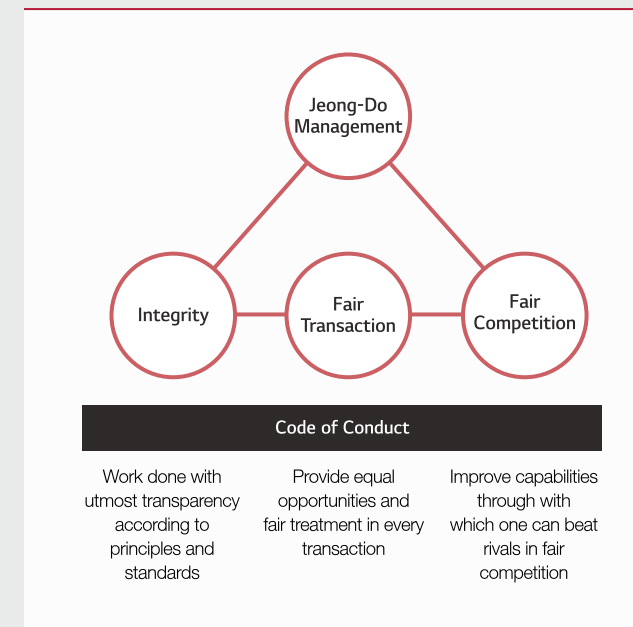 Jeong-Do
Management
Integrity
Fair
Transaction
Fair
Competition
Code of Conduct
Work done with
utmost transparency
according to
principles and
standards
Provide equal
opportunities and
fair treatment in every
transaction
Improve capabilities
through with
which one can beat
rivals in fair
competition